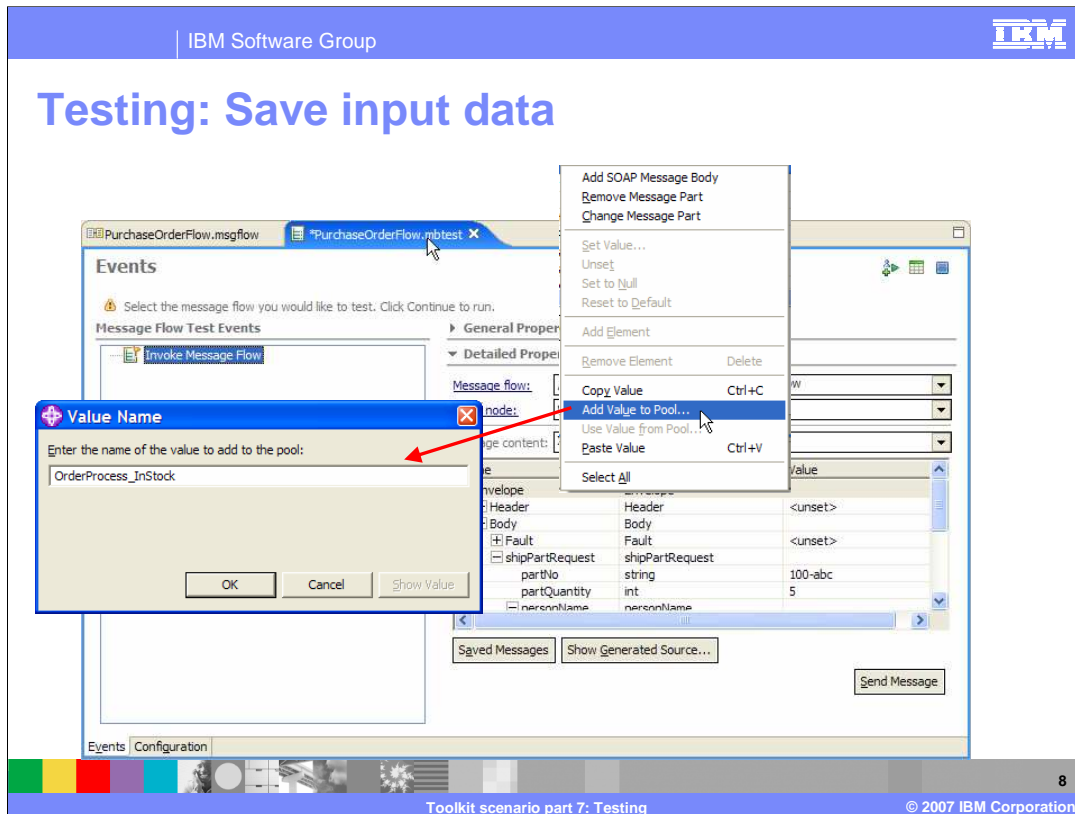 IBM Software Group
IBM
Testing: Save input data
Add SOAP Message Body
Remove Message Part
Change Message Part
Set Value...
Unset
Set to Null
Reset to Default
Add Element
Remove Element Delete
Copy Value Ctrl+C
Add Value to Pool...
Use Value from Pool...
Paste Value Ctrl+V
Select All
PurchaseOrderFlow.msgflow
*PurchaseOrderFlow.mbtest
Events
Select the message flow you would like to test. Click Continue to run.
Message Flow Test Events
General Proper
Invoke Message Flow
Detailed Prope
Message flow:
node:
ge content:
Value
Envelope
Header Header <unset>
Body Body
Fault Fault <unset>
shipPartRequest shipPartRequest
partNo string 100-abc
partQuantity int 5
personName personName
Value Name
Enter the name of the value to add to the pool:
OrderProcess_InStock
OK Cancel Show Value
Saved Messages Show Generated Source...
Send Message
Events Configuration
8
Toolkit scenario part 7: Testing
© 2007 IBM Corporation